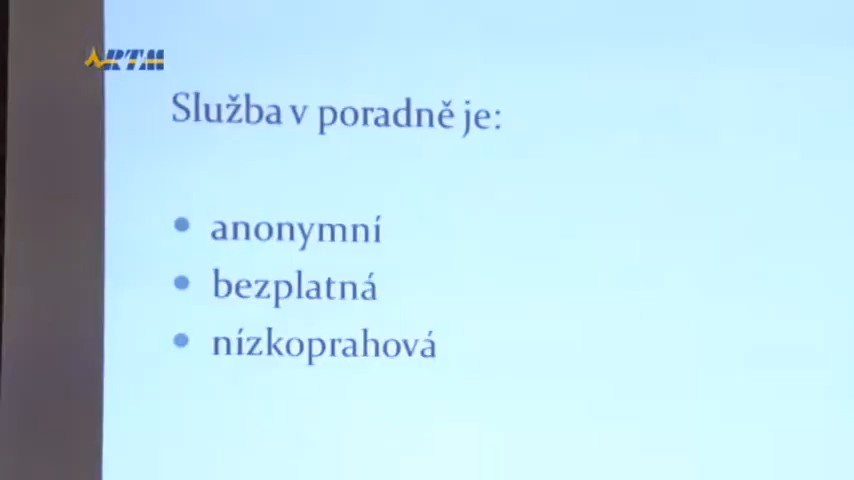 RTM
Služba v poradně je:
• anonymní
• bezplatná
• nízkoprahová